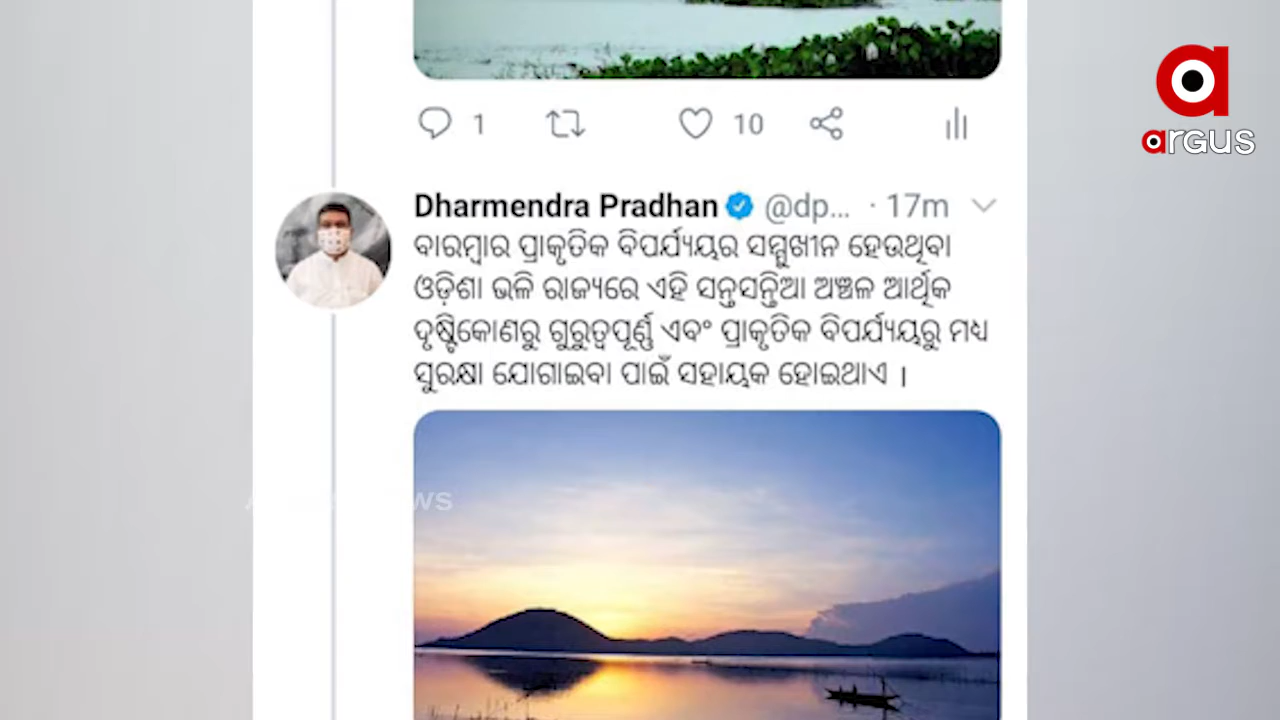 argus
1
10
Dharmendra Pradhan @dp... · 17m
ବାରମ୍ବାର ପ୍ରାକୃତିକ ବିପର୍ଯ୍ୟୟର ସମ୍ମୁଖୀନ ହେଉଥିବା
ଓଡ଼ିଶା ଭଳି ରାଜ୍ୟରେ ଏହି ସନ୍ତସନ୍ତିଆ ଅଞ୍ଚଳ ଆର୍ଥିକ
ଦୃଷ୍ଟିକୋଣରୁ ଗୁରୁତ୍ୱପୂର୍ଣ୍ଣ ଏବଂ ପ୍ରାକୃତିକ ବିପର୍ଯ୍ୟୟରୁ ମଧ୍ୟ
ସୁରକ୍ଷା ଯୋଗାଇବା ପାଇଁ ସହାୟକ ହୋଇଥାଏ ।